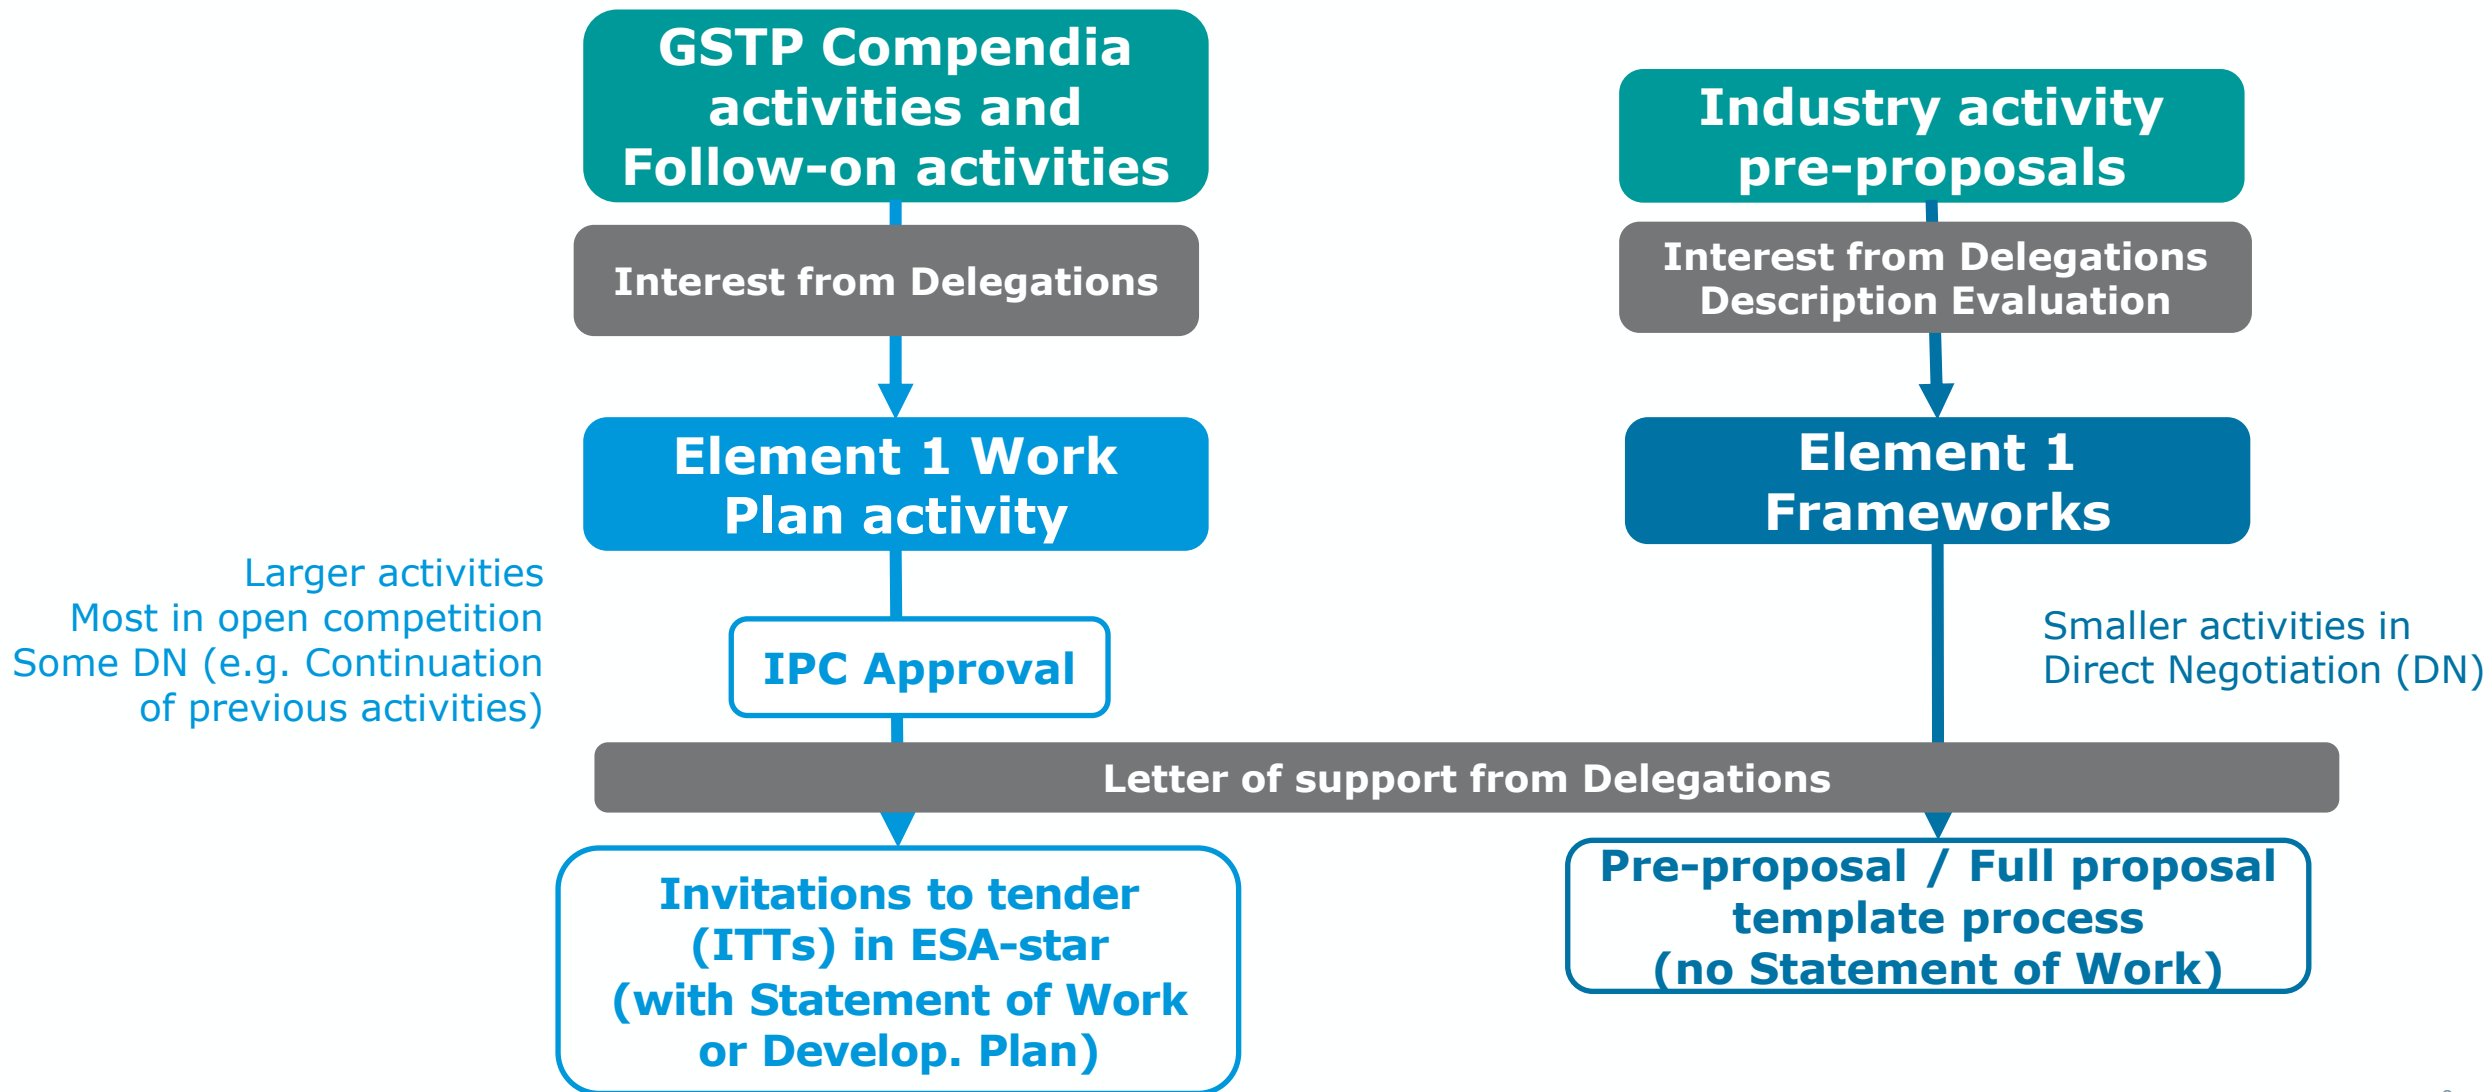 GSTP Compendia
activities and
Follow-on activities
Industry activity
pre-proposals
Interest from Delegations
Interest from Delegations
Description Evaluation
Element 1 Work
Plan activity
Element 1
Frameworks
Larger activities
Most in open competition
Some DN (e.g. Continuation
of previous activities)
IPC Approval
Smaller activities in
Direct Negotiation (DN)
Letter of support from Delegations
Invitations to tender
(ITTs) in ESA-star
(with Statement of Work
or Develop. Plan)
Pre-proposal / Full proposal
template process
(no Statement of Work)